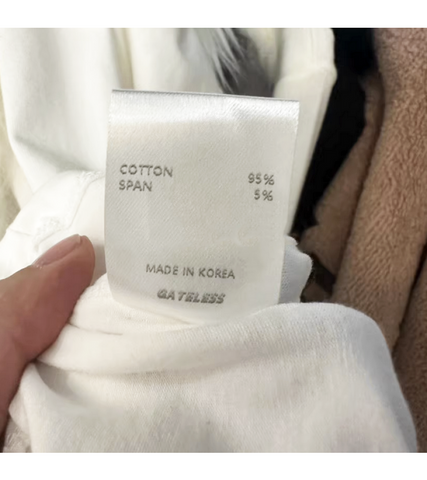 COTTON 95%
SPAN 5%
MADE IN KOREA
GATELESS